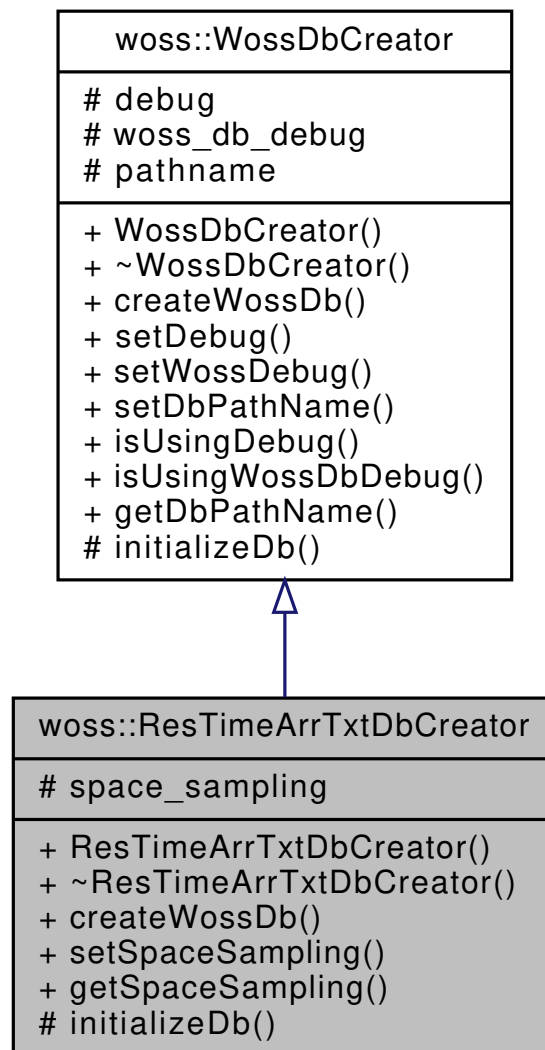 woss::WossDbCreator
# debug
# woss_db_debug
# pathname
+ WossDbCreator()
+ ~WossDbCreator()
+ createWossDb()
+ setDebug()
+ setWossDebug()
+ setDbPathName()
+ isUsingDebug()
+ isUsingWossDbDebug()
+ getDbPathName()
# initializeDb()
woss::ResTimeArrTxtDbCreator
# space_sampling
+ ResTimeArrTxtDbCreator()
+ ~ResTimeArrTxtDbCreator()
+ createWossDb()
+ setSpaceSampling()
+ getSpaceSampling()
# initializeDb()